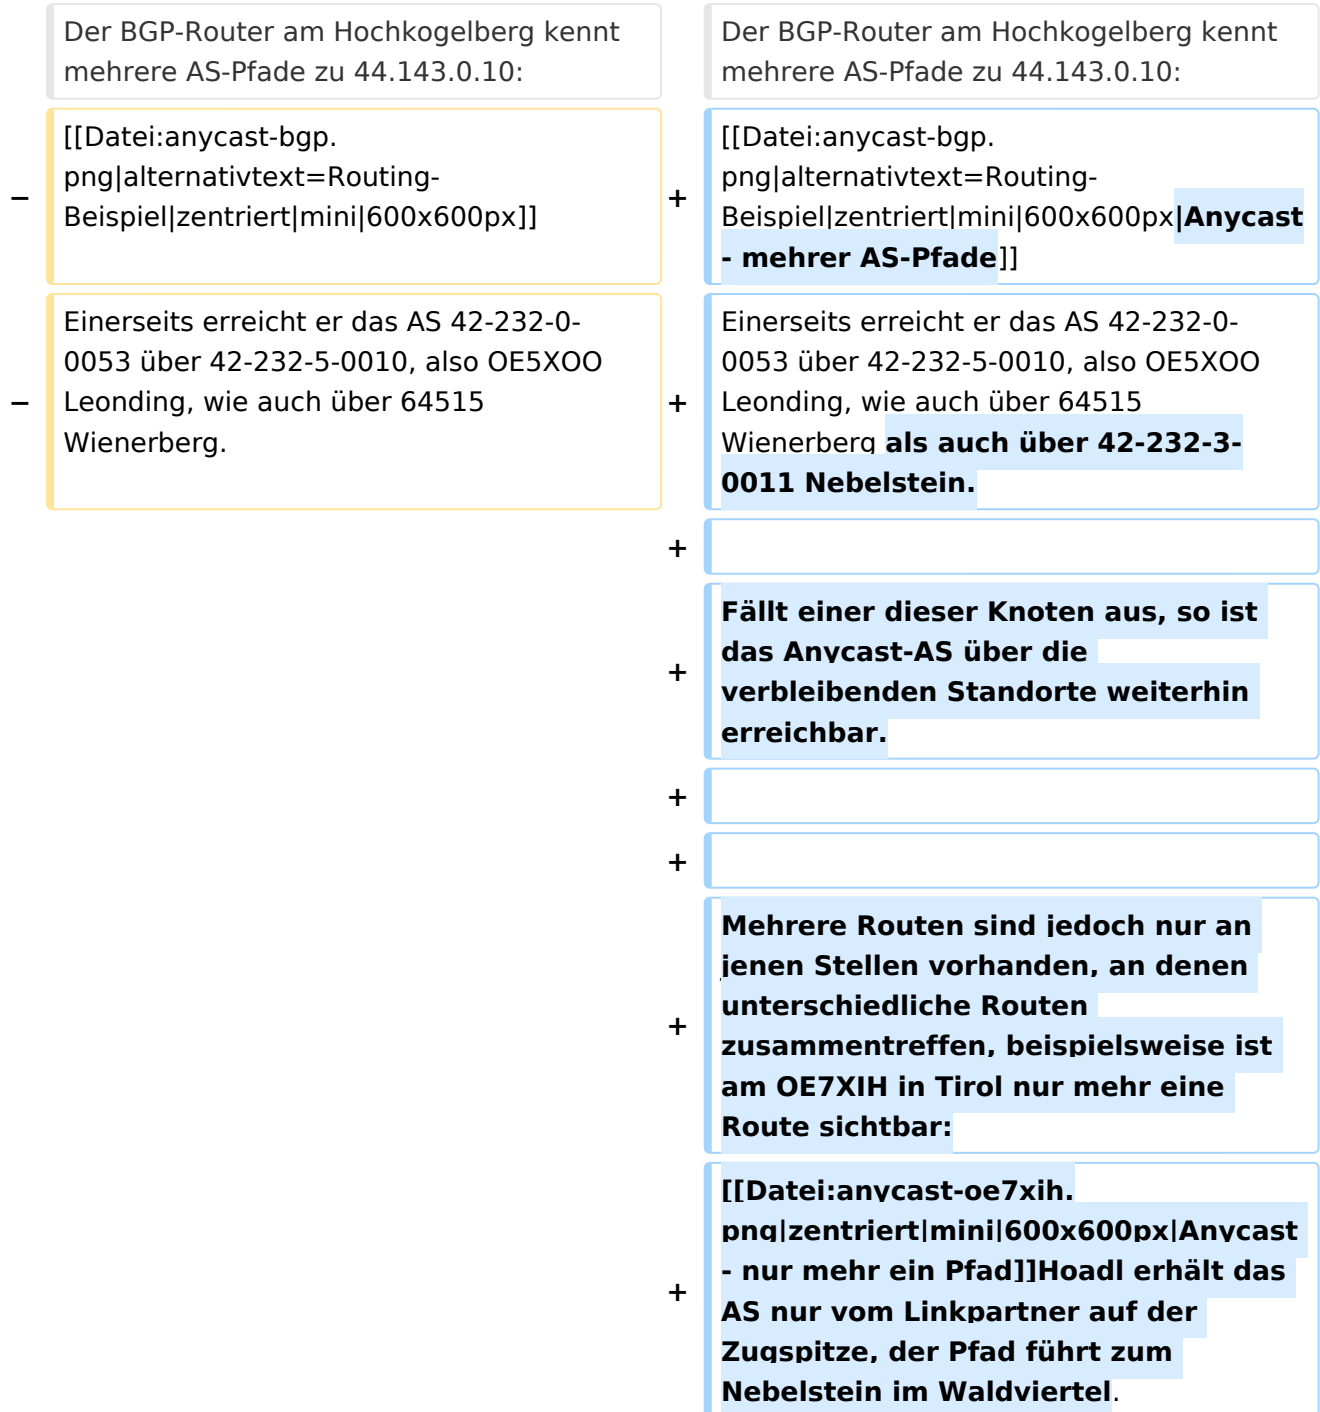 Der BGP-Router am Hochkogelberg kennt
mehrere AS-Pfade zu 44.143.0.10:
Der BGP-Router am Hochkogelberg kennt
mehrere AS-Pfade zu 44.143.0.10:
−
[[Datei:anycast-bgp.
png|alternativtext=Routing-
Beispiel|zentriert|mini|600x600px]]
+
[[Datei:anycast-bgp.
png|alternativtext=Routing-
Beispiel|zentriert|mini|600x600px|Anycast
- mehrer AS-Pfade]]
−
Einerseits erreicht er das AS 42-232-0-
0053 über 42-232-5-0010, also OE5XOO
Leonding, wie auch über 64515
Wienerberg.
+
Einerseits erreicht er das AS 42-232-0-
0053 über 42-232-5-0010, also OE5XOO
Leonding, wie auch über 64515
Wienerberg als auch über 42-232-3-
0011 Nebelstein.
+
+
Fällt einer dieser Knoten aus, so ist
das Anycast-AS über die
verbleibenden Standorte weiterhin
erreichbar.
+
+
+
Mehrere Routen sind jedoch nur an
jenen Stellen vorhanden, an denen
unterschiedliche Routen
zusammentreffen, beispielsweise ist
am OE7XIH in Tirol nur mehr eine
Route sichtbar:
+
[[Datei:anycast-oe7xih.
png|zentriert|mini|600x600px|Anycast
- nur mehr ein Pfad]]Hoadl erhält das
AS nur vom Linkpartner auf der
Zugspitze, der Pfad führt zum
Nebelstein im Waldviertel.